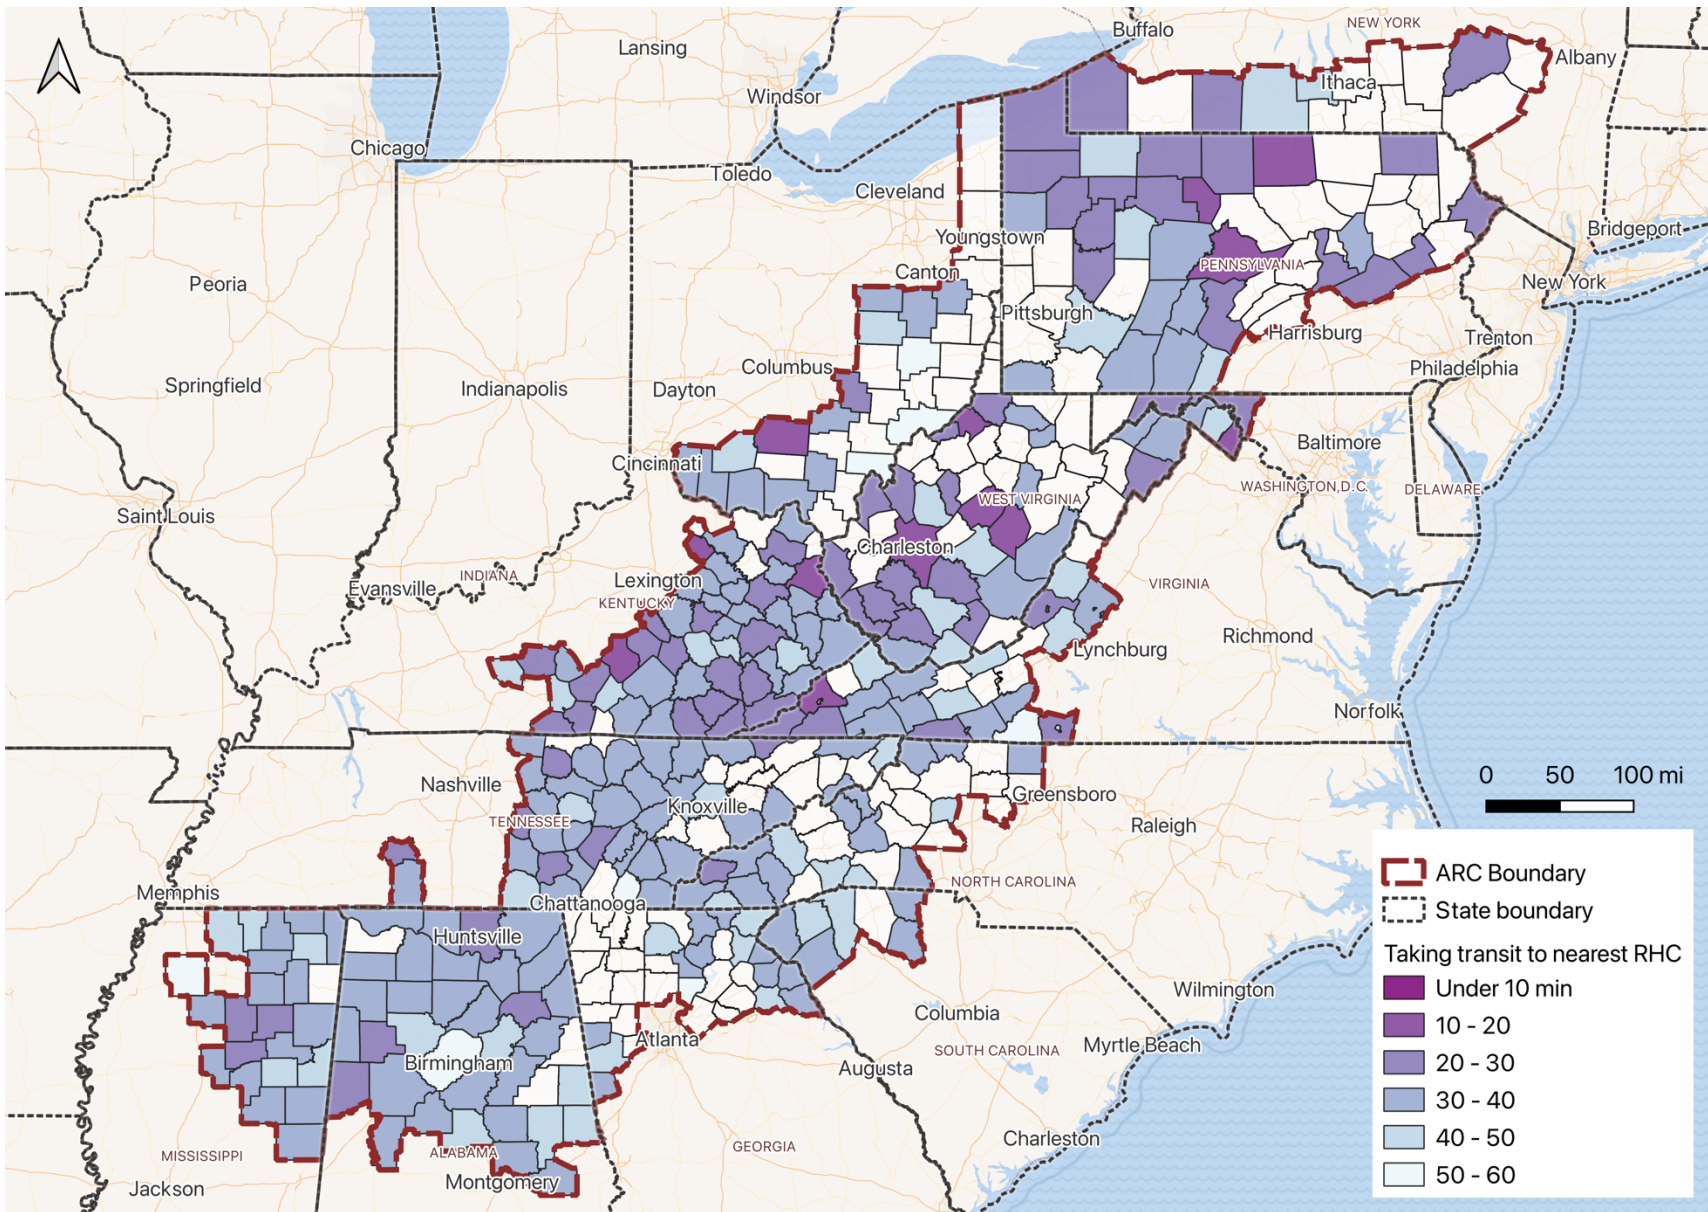 NEW YORK
Buffalo
Albany
Lansing
Ithaca
Windsor
Chicago
Toledo
Cleveland
Bridgeport
Youngstown
PENNSYLVANIA
Canton
New York
Peoria
Pittsburgh
Harrisburg
Trenton
Columbus
Philadelphia
Springfield
Indianapolis
Dayton
Baltimore
Cincinnati
WASHINGTON,D.C.
DELAWARE
WEST VIRGINIA
Saint Louis
Charleston
INDIANA
Lexington
VIRGINIA
Evansville
KENTUCKY
Richmond
Lynchburg
Norfolk
0 50 100 mi
Nashville
Knoxville
Greensboro
TENNESSEE
Raleigh
Memphis
NORTH CAROLINA
Chattanooga
Huntsville
Wilmington
Columbia
Atlanta
SOUTH CAROLINA
Myrtle Beach
Birmingham
Augusta
Charleston
GEORGIA
MISSISSIPPI
ALABAMA
Jackson
Montgomery
ARC Boundary
State boundary
Taking transit to nearest RHC
Under 10 min
10 - 20
20 - 30
30 - 40
40 - 50
50 - 60